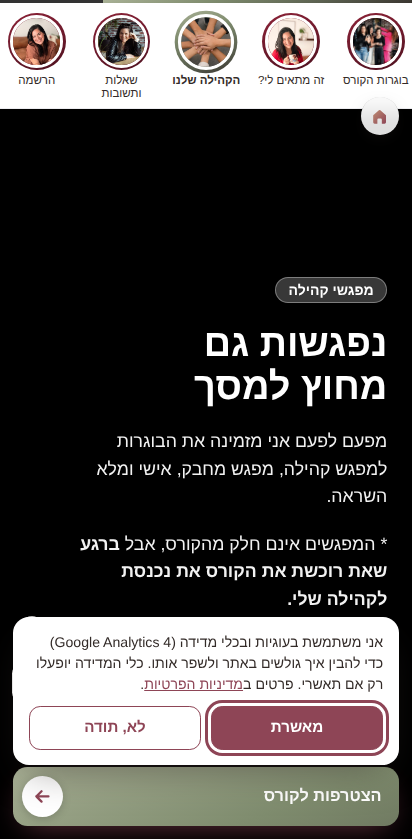 בוגרות הקורס
זה מתאים לי?
הקהילה שלנו
שאלות
ותשובות
הרשמה
מפגשי קהילה
נפגשות גם
מחוץ למסך
מפעם לפעם אני מזמינה את הבוגרות
למפגש קהילה, מפגש מחבק, אישי ומלא
השראה.
* המפגשים אינם חלק מהקורס, אבל ברגע
שאת רוכשת את הקורס את נכנסת
לקהילה שלי.
אני משתמשת בעוגיות ובכלי מדידה (Google Analytics 4)
כדי להבין איך גולשים באתר ולשפר אותו. כלי המדידה יופעלו
רק אם תאשרי. פרטים במדיניות הפרטיות.
מאשרת
לא, תודה
הצטרפות לקורס